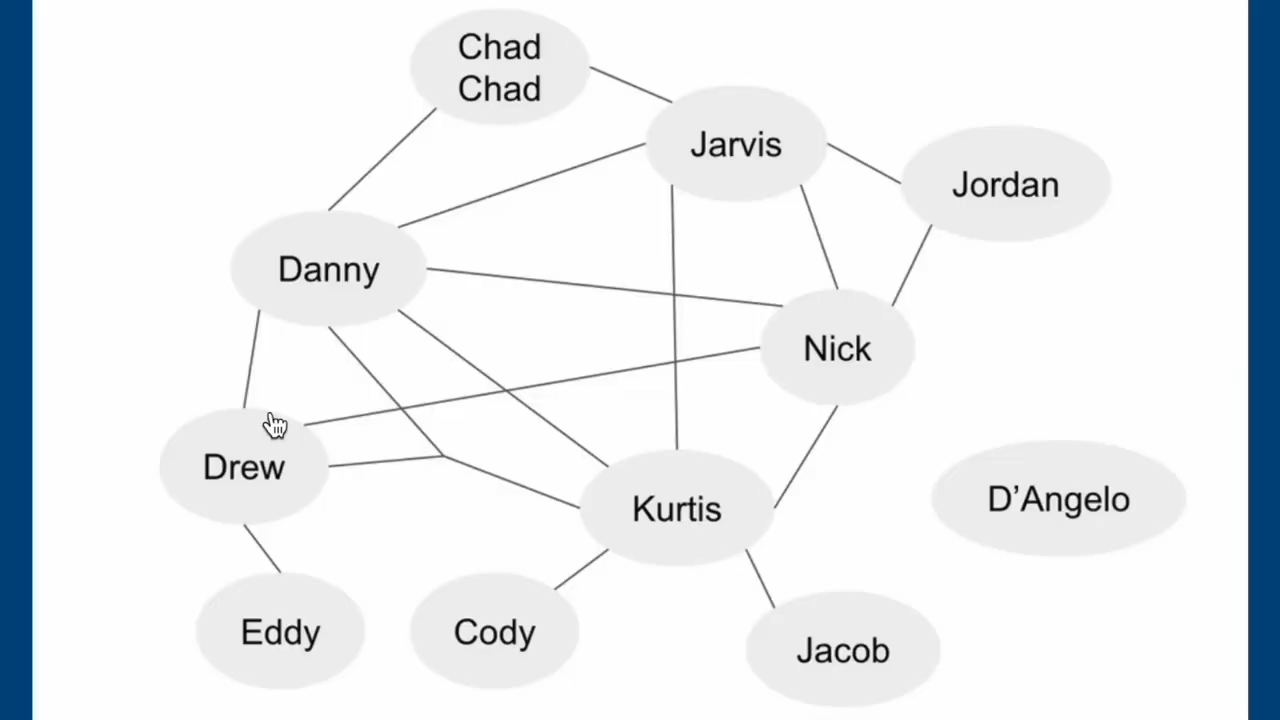 Chad
Chad
Jarvis
Jordan
Danny
Nick
Drew
Kurtis
D’Angelo
Eddy
Cody
Jacob